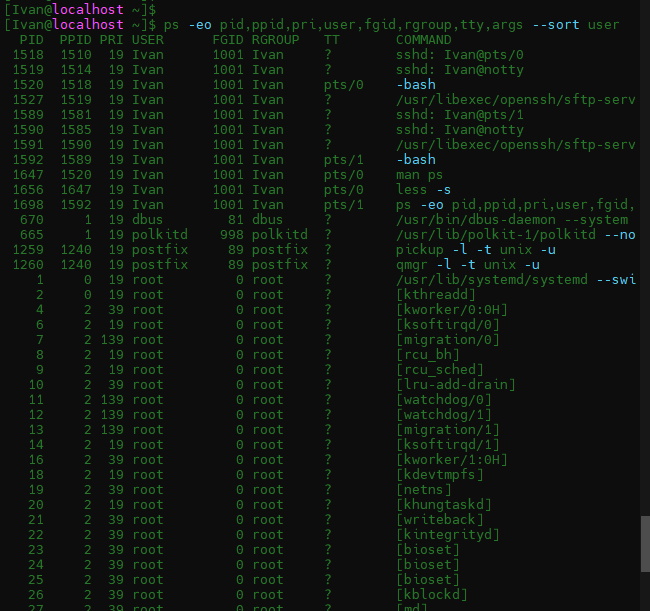 [Ivan@localhost ~]$
[Ivan@localhost ~]$ ps -eo pid,ppid,pri,user,fgid,rgroup,tty,args --sort user
  PID  PPID PRI USER      FGID RGROUP   TT       COMMAND
 1518  1510  19 Ivan      1001 Ivan     ?        sshd: Ivan@pts/0
 1519  1514  19 Ivan      1001 Ivan     ?        sshd: Ivan@notty
 1520  1518  19 Ivan      1001 Ivan     pts/0    -bash
 1527  1519  19 Ivan      1001 Ivan     ?        /usr/libexec/openssh/sftp-serv
 1589  1581  19 Ivan      1001 Ivan     ?        sshd: Ivan@pts/1
 1590  1585  19 Ivan      1001 Ivan     ?        sshd: Ivan@notty
 1591  1590  19 Ivan      1001 Ivan     ?        /usr/libexec/openssh/sftp-serv
 1592  1589  19 Ivan      1001 Ivan     pts/1    -bash
 1647  1520  19 Ivan      1001 Ivan     pts/0    man ps
 1656  1647  19 Ivan      1001 Ivan     pts/0    less -s
 1698  1592  19 Ivan      1001 Ivan     pts/1    ps -eo pid,ppid,pri,user,fgid,
  670     1  19 dbus        81 dbus     ?        /usr/bin/dbus-daemon --system
  665     1  19 polkitd    998 polkitd  ?        /usr/lib/polkit-1/polkitd --no
 1259  1240  19 postfix     89 postfix  ?        pickup -l -t unix -u
 1260  1240  19 postfix     89 postfix  ?        qmgr -l -t unix -u
    1     0  19 root         0 root     ?        /usr/lib/systemd/systemd --swi
    2     0  19 root         0 root     ?        [kthreadd]
    4     2  39 root         0 root     ?        [kworker/0:0H]
    6     2  19 root         0 root     ?        [ksoftirqd/0]
    7     2 139 root         0 root     ?        [migration/0]
    8     2  19 root         0 root     ?        [rcu_bh]
    9     2  19 root         0 root     ?        [rcu_sched]
   10     2  39 root         0 root     ?        [lru-add-drain]
   11     2 139 root         0 root     ?        [watchdog/0]
   12     2 139 root         0 root     ?        [watchdog/1]
   13     2 139 root         0 root     ?        [migration/1]
   14     2  19 root         0 root     ?        [ksoftirqd/1]
   16     2  39 root         0 root     ?        [kworker/1:0H]
   18     2  19 root         0 root     ?        [kdevtmpfs]
   19     2  39 root         0 root     ?        [netns]
   20     2  19 root         0 root     ?        [khungtaskd]
   21     2  39 root         0 root     ?        [writeback]
   22     2  39 root         0 root     ?        [kintegrityd]
   23     2  39 root         0 root     ?        [bioset]
   24     2  39 root         0 root     ?        [bioset]
   25     2  39 root         0 root     ?        [bioset]
   26     2  39 root         0 root     ?        [kblockd]
   27     2  39 root         0 root     ?        [md]